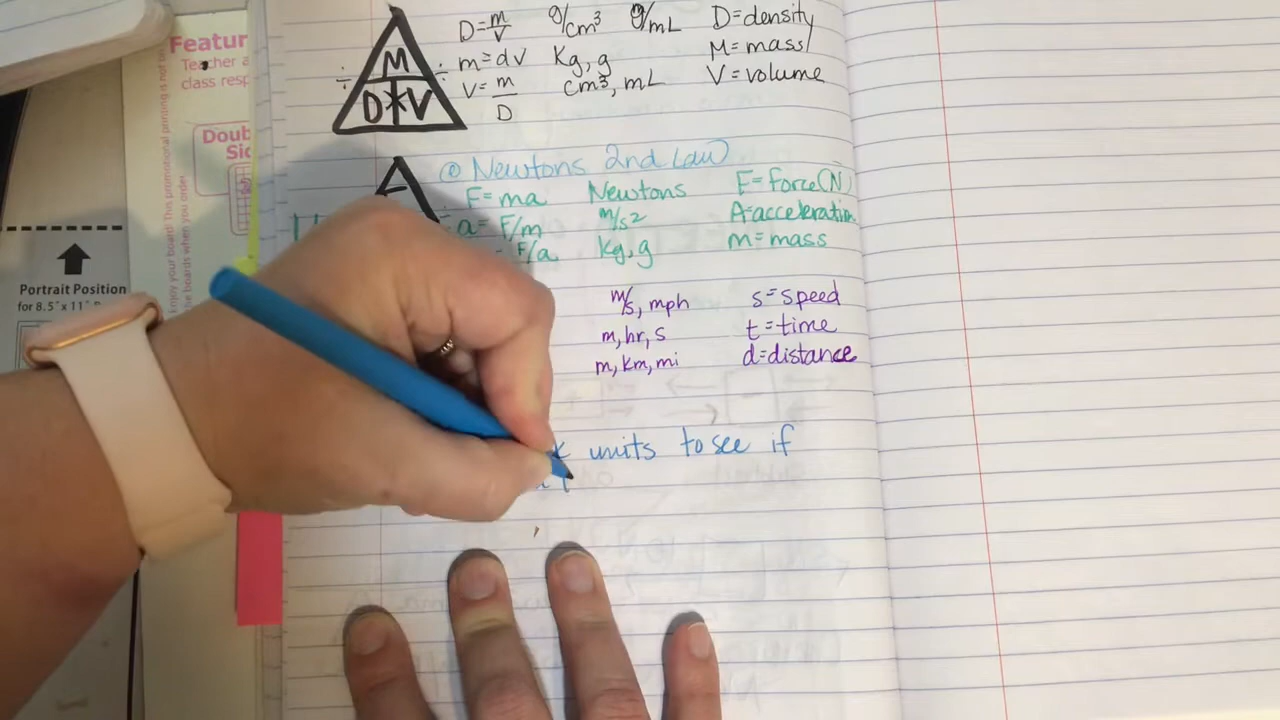 D=m/V g/cm³ g/mL D=density
M
m=dV Kg, g M=mass
V=m/D cm³, mL V=volume
D*V
@ Newtons 2nd Law
F=ma Newtons F=force(N)
a=F/m m/s2 A=acceleration
F/a Kg, g m=mass
m/s, mph s=speed
m, hr, s t=time
m, km, mi d=distance
units to see if
Featur
Teacher a
class resp
Doub
Sic
Portrait Position
for 8.5" x 11"